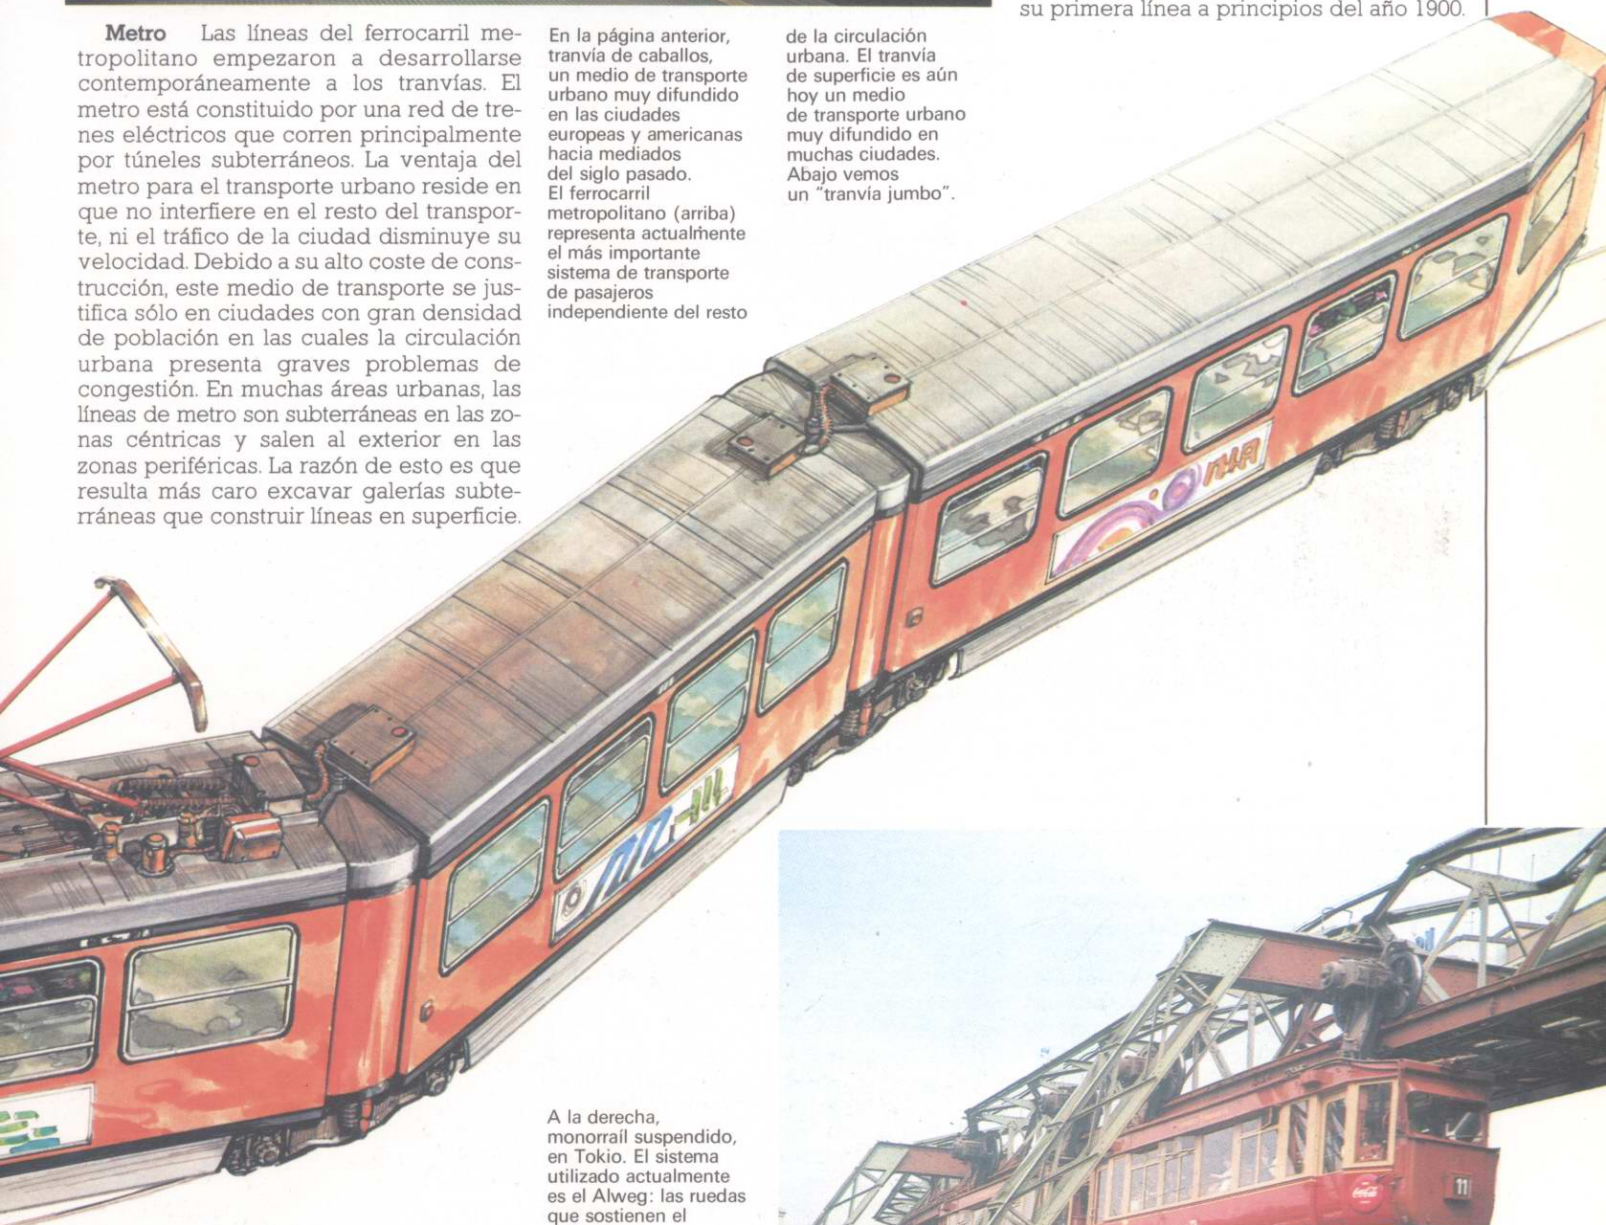 su primera línea a principios del año 1900.
Metro Las líneas del ferrocarril me-
tropolitano empezaron a desarrollarse
contemporáneamente a los tranvías. El
metro está constituido por una red de tre-
nes eléctricos que corren principalmente
por túneles subterráneos. La ventaja del
metro para el transporte urbano reside en
que no interfiere en el resto del transpor-
te, ni el tráfico de la ciudad disminuye su
velocidad. Debido a su alto coste de cons-
trucción, este medio de transporte se jus-
tifica sólo en ciudades con gran densidad
de población en las cuales la circulación
urbana presenta graves problemas de
congestión. En muchas áreas urbanas, las
líneas de metro son subterráneas en las zo-
nas céntricas y salen al exterior en las
zonas periféricas. La razón de esto es que
resulta más caro excavar galerías subte-
rráneas que construir líneas en superficie.
En la página anterior,
tranvía de caballos,
un medio de transporte
urbano muy difundido
en las ciudades
europeas y americanas
hacia mediados
del siglo pasado.
El ferrocarril
metropolitano (arriba)
representa actualmente
el más importante
sistema de transporte
de pasajeros
independiente del resto
de la circulación
urbana. El tranvía
de superficie es aún
hoy un medio
de transporte urbano
muy difundido en
muchas ciudades.
Abajo vemos
un “tranvía jumbo”.
A la derecha,
monorraíl suspendido,
en Tokio. El sistema
utilizado actualmente
es el Alweg: las ruedas
que sostienen el
Coca-Cola
11